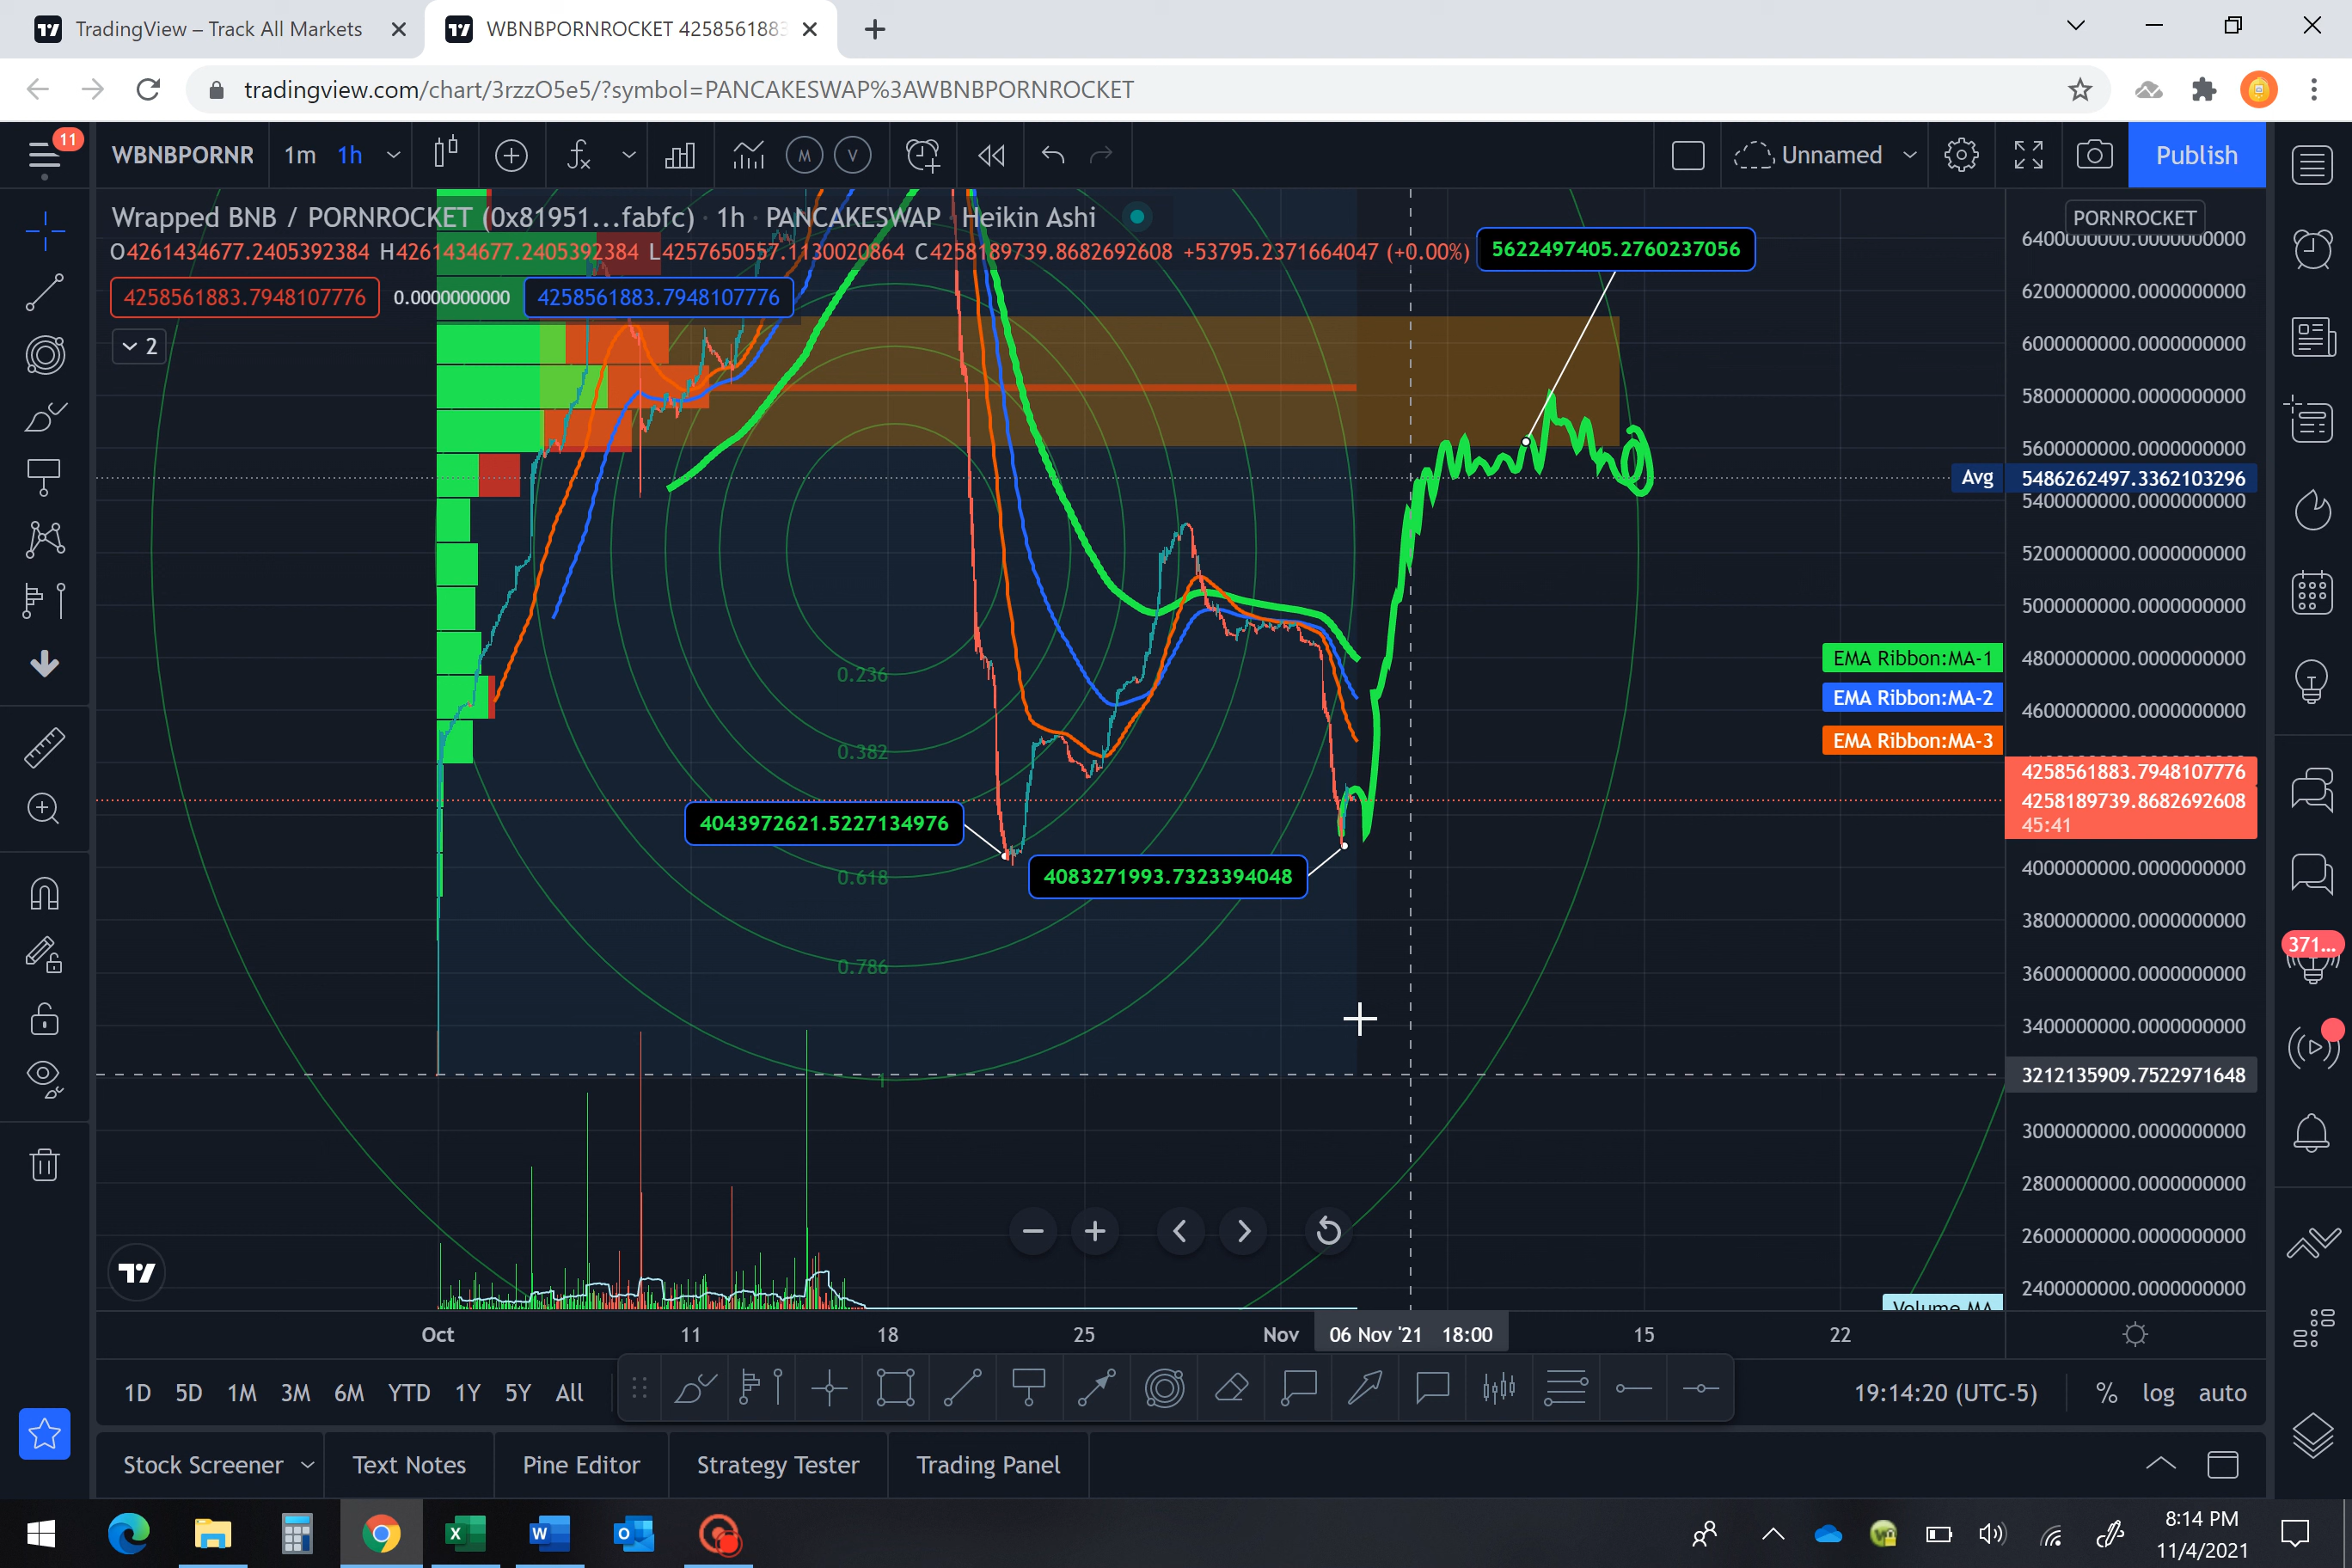 TradingView – Track All Markets
WBNBPORNROCKET 4258561883
tradingview.com/chart/3rzzO5e5/?symbol=PANCAKESWAP%3AWBNBPORNROCKET
11
WBNBPORNR 1m 1h M V Unnamed Publish
Wrapped BNB / PORNROCKET (0x81951...fabfc) · 1h · PANCAKESWAP · Heikin Ashi
O4261434677.2405392384 H4261434677.2405392384 L4257650557.1130020864 C4258189739.8682692608 +53795.2371664047 (+0.00%)
4258561883.7948107776 0.0000000000 4258561883.7948107776
2
5622497405.2760237056
4043972621.5227134976
4083271993.7323394048
0.236
0.382
0.618
0.786
1
PORNROCKET
6400000000.0000000000
6200000000.0000000000
6000000000.0000000000
5800000000.0000000000
5600000000.0000000000
Avg 5486262497.3362103296
5400000000.0000000000
5200000000.0000000000
5000000000.0000000000
EMA Ribbon:MA-1 4800000000.0000000000
EMA Ribbon:MA-2
4600000000.0000000000
EMA Ribbon:MA-3
4258561883.7948107776
4258189739.8682692608
45:41
4000000000.0000000000
3800000000.0000000000
3600000000.0000000000
3400000000.0000000000
3212135909.7522971648
3000000000.0000000000
2800000000.0000000000
2600000000.0000000000
2400000000.0000000000
Volume MA
371...
Oct 11 18 25 Nov 06 Nov '21 18:00 15 22
1D 5D 1M 3M 6M YTD 1Y 5Y All 19:14:20 (UTC-5) % log auto
Stock Screener Text Notes Pine Editor Strategy Tester Trading Panel
8:14 PM
11/4/2021